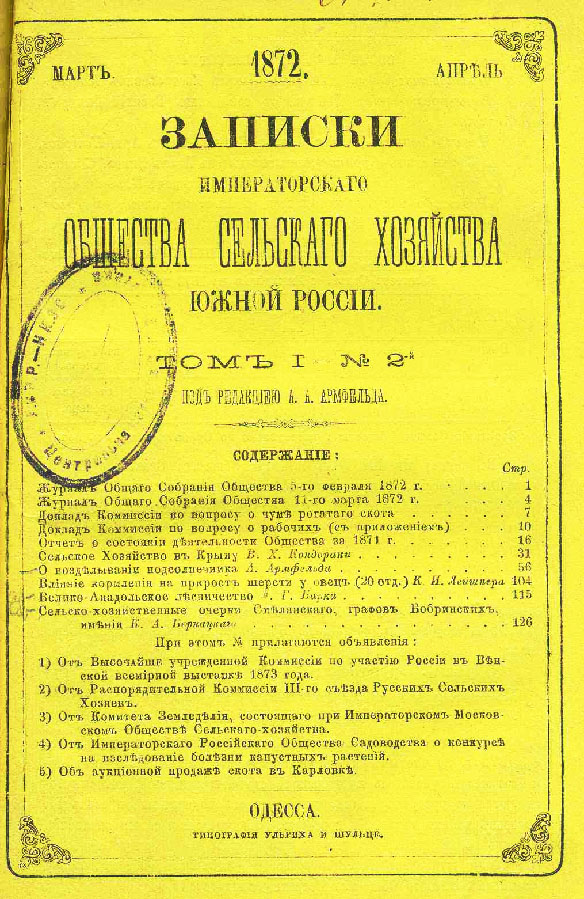 МАРТЪ.
1872.
АПРѢЛЬ
ЗАПИСКИ
ИМПЕРАТОРСКАГО
ОБЩЕСТВА СЕЛЬСКАГО ХОЗЯЙСТВА
ЮЖНОЙ РОССІИ.
ТОМЪ I № 2-й
ПОДЪ РЕДАКЦІЕЮ А. А. АРМФЕЛЬДА.
Центральна
СОДЕРЖАНІЕ:
Стр.
Журналъ Общаго Собранія Общества 5-го февраля 1872 г. 1
Журналъ Общаго Собранія Общества 11-го марта 1872 г. 4
Докладъ Коммисіи по вопросу о чумѣ рогатаго скота 7
Докладъ Коммисіи по вопросу о рабочихъ (съ приложеніемъ) 10
Отчетъ о состояніи дѣятельности Общества за 1871 г. 16
Сельское Хозяйство въ Крыму В. Х. Кондораки 31
О воздѣлываніи подсолнечника А. Армфельда 56
Вліяніе кормленія на приростъ шерсти у овецъ (20 отд.) К. И. Лейшнера 104
Велико-Анадольское лѣсничество Г. Барка 115
Сельско-хозяйственные очерки Смѣлянскаго, графовъ Бобринскихъ,
имѣнія К. А. Бернацкаго 126
При этомъ № прилагаются объявленія:
1) Отъ Высочайше учрежденной Коммиссіи по участію Россіи въ Вѣн-
ской всемірной выставкѣ 1873 года.
2) Отъ Распорядительной Коммиссіи III-го съѣзда Русскихъ Сельскихъ
Хозяевъ.
3) Отъ Комитета Земледѣлія, состоящаго при Императорскомъ Москов-
скомъ Обществѣ Сельскаго-хозяйства.
4) Отъ Императорскаго Россійскаго Общества Садоводства о конкурсѣ
на изслѣдованіе болѣзни капустныхъ растеній.
5) Объ аукціонной продажѣ скота въ Карловкѣ.
ОДЕССА.
ТИПОГРАФІЯ УЛЬРИХА И ШУЛЬЦЕ.